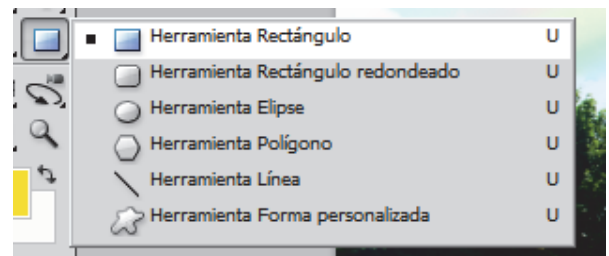 Herramienta Rectángulo U
Herramienta Rectángulo redondeado U
Herramienta Elipse U
Herramienta Polígono U
Herramienta Línea U
Herramienta Forma personalizada U